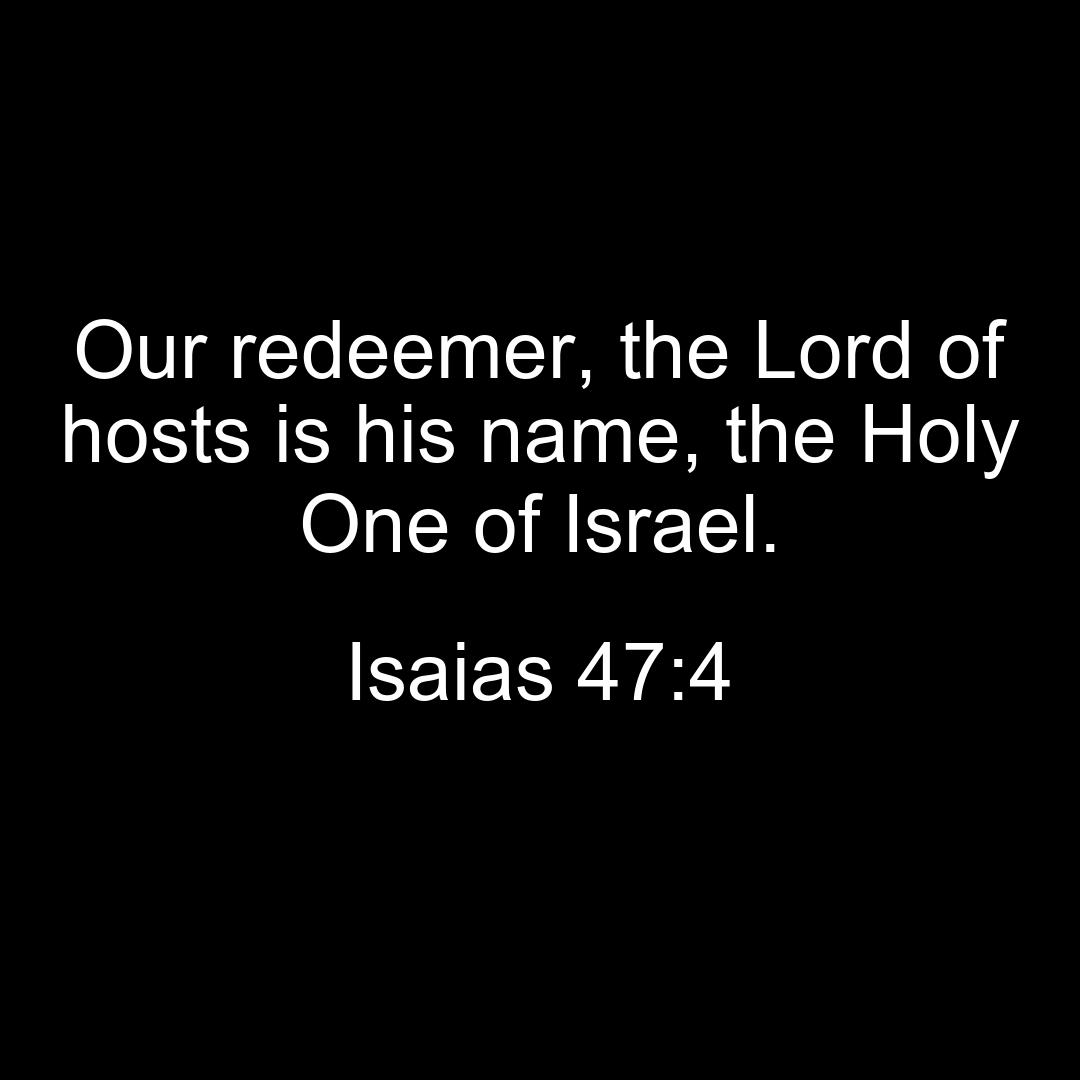 Our redeemer, the Lord of
hosts is his name, the Holy
One of Israel.
Isaias 47:4